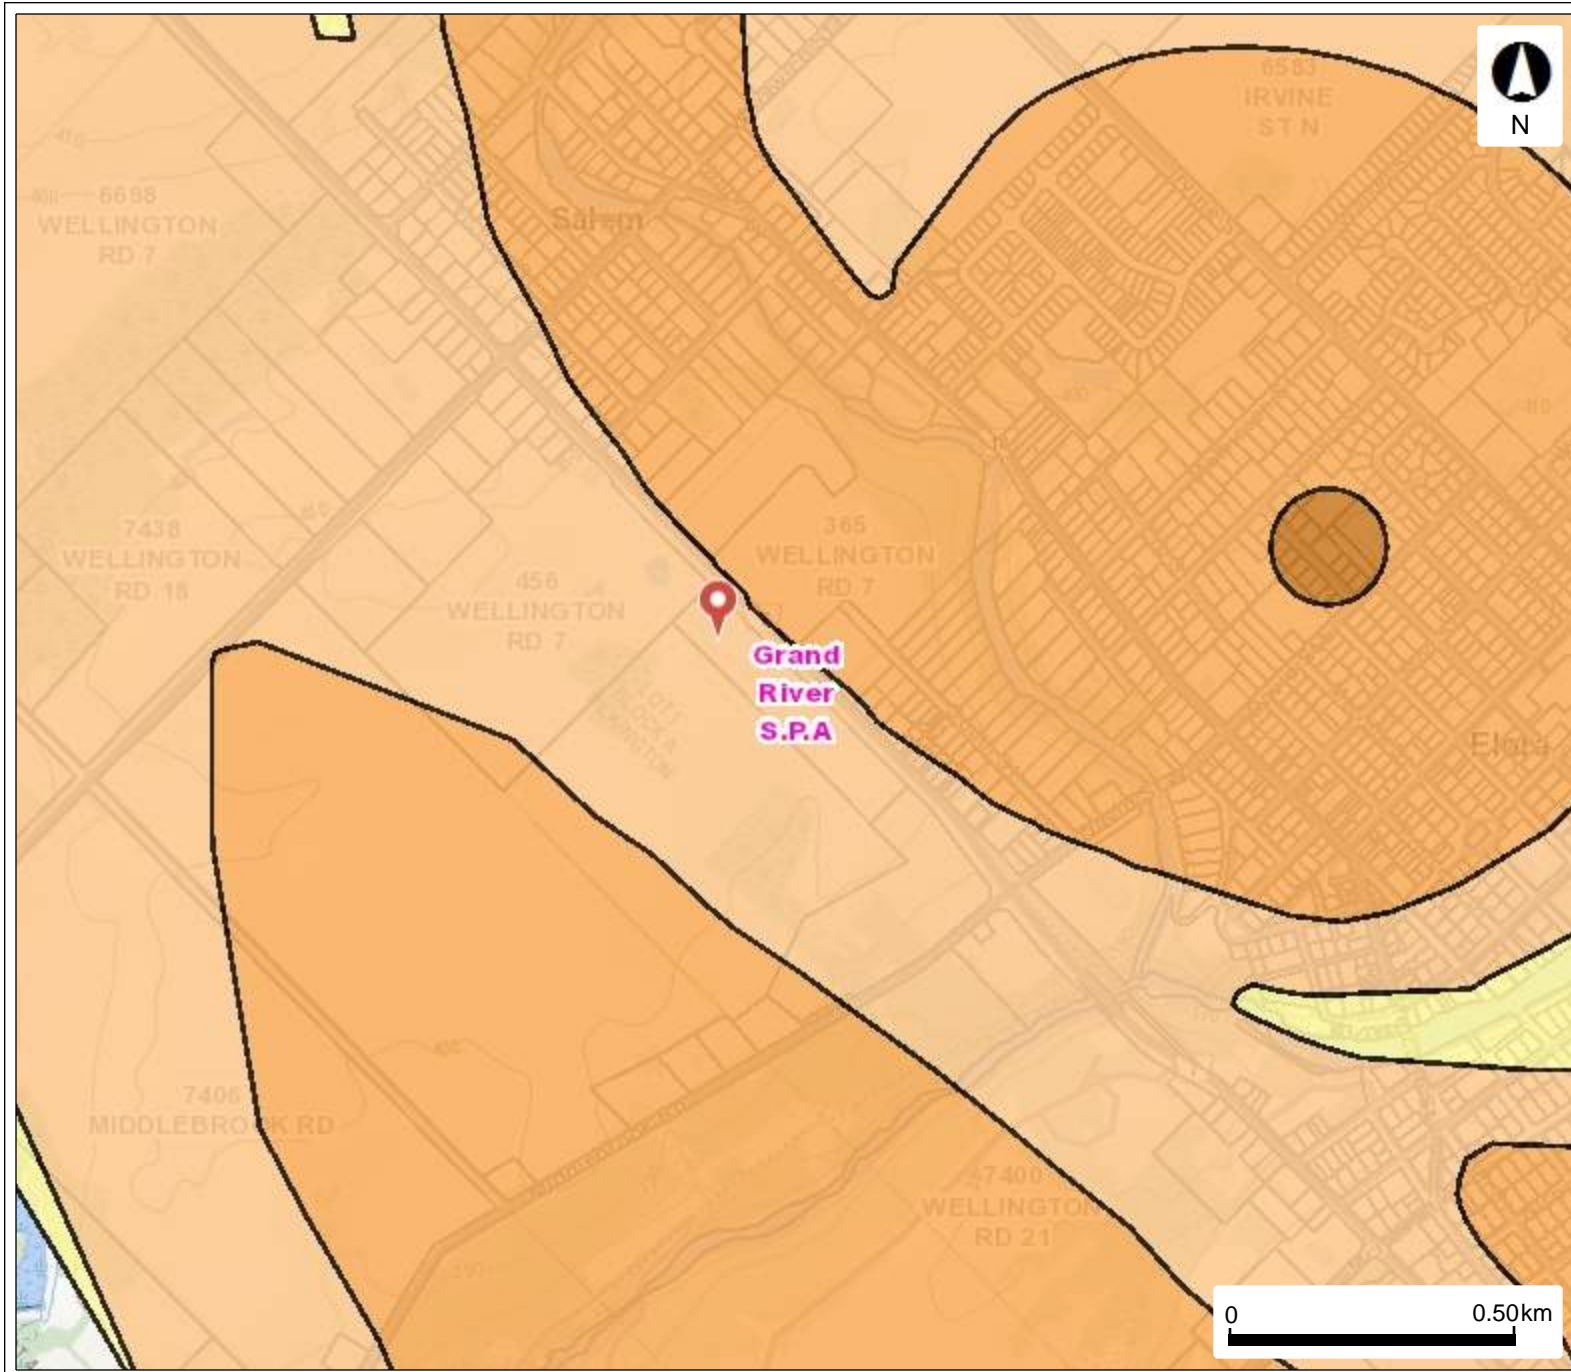 6583
IRVINE
ST N
N
6688
WELLINGTON
RD 7
Salem
7438
WELLINGTON
RD 18
456
WELLINGTON
RD 7
365
WELLINGTON
RD 7
Grand
River
S.P.A
Elora
7406
MIDDLEBROOK RD
7400
WELLINGTON
RD 21
0
0.50km